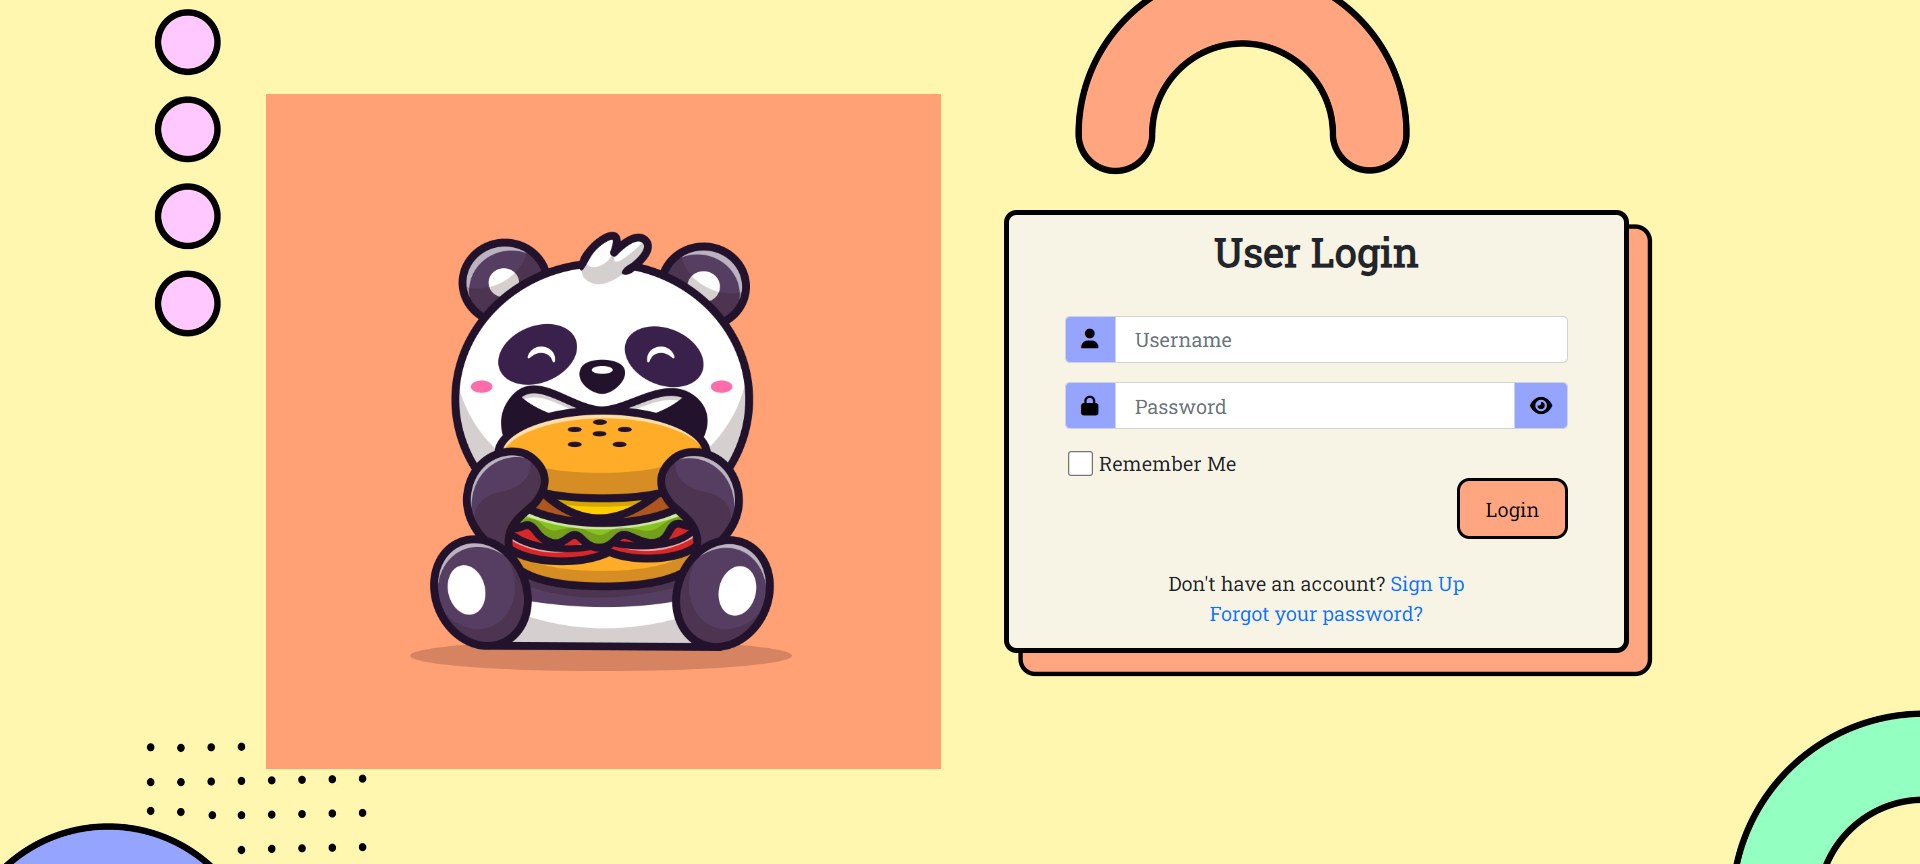 User Login
Username
Password
Remember Me
Login
Don't have an account? Sign Up
Forgot your password?